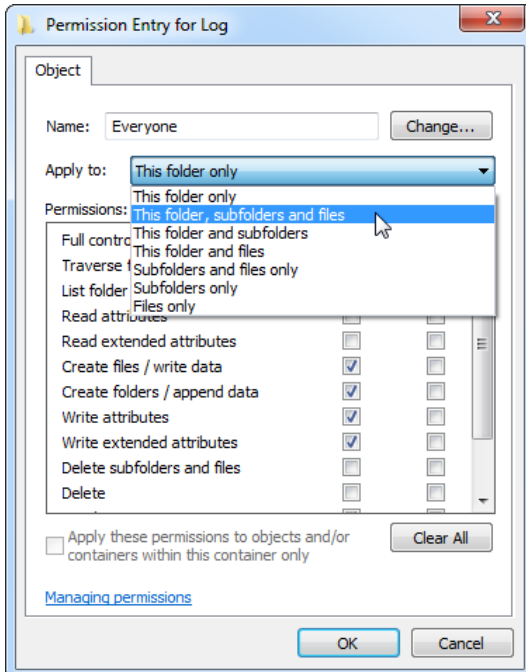 Permission Entry for Log
Object
Name: Everyone Change...
Apply to: This folder only
This folder only
Permissions: This folder, subfolders and files
This folder and subfolders
Full contro
This folder and files
Traverse f
Subfolders and files only
List folder
Subfolders only
Files only
Read attributes
Read extended attributes
Create files / write data
Create folders / append data
Write attributes
Write extended attributes
Delete subfolders and files
Delete
Apply these permissions to objects and/or
containers within this container only
Clear All
Managing permissions
OK Cancel